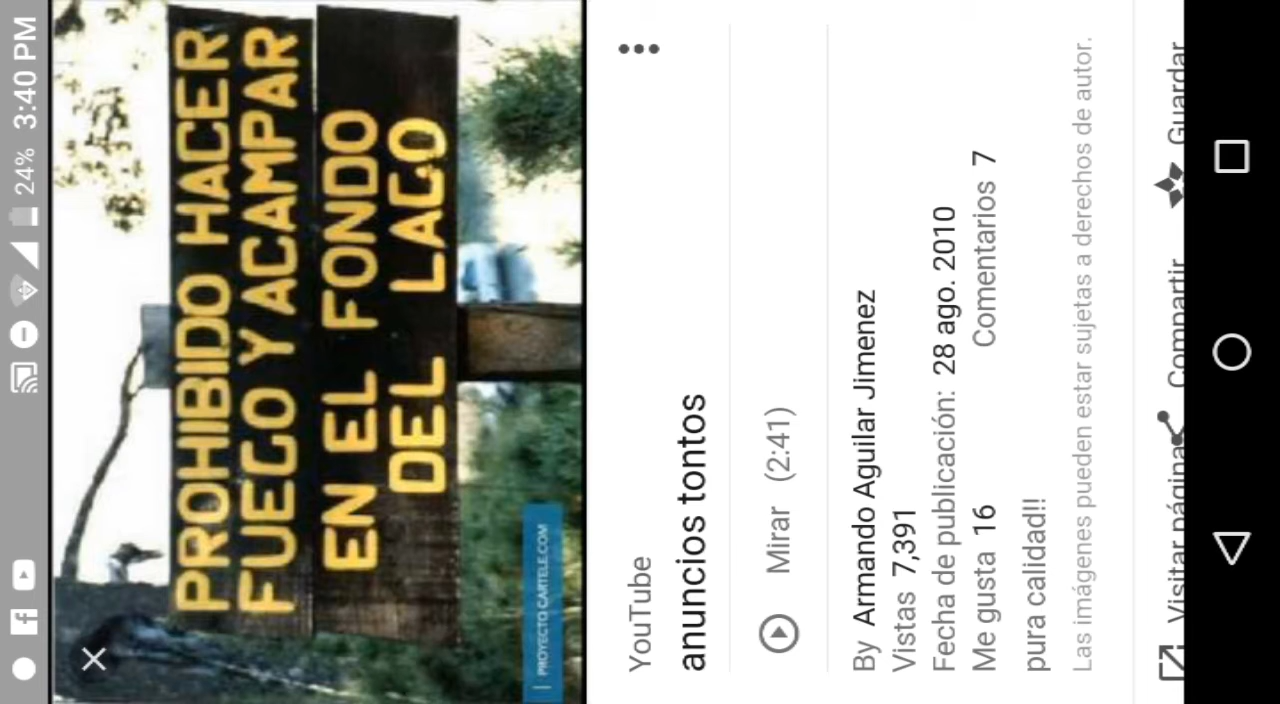 24% 3:40 PM
PROHIBIDO HACER
FUEGO Y ACAMPAR
EN EL FONDO
DEL LAGO
| PROYECTO CARTELE.COM
YouTube
anuncios tontos
Mirar (2:41)
By Armando Aguilar Jimenez
Vistas 7,391
Fecha de publicación: 28 ago. 2010
Me gusta 16 Comentarios 7
pura calidad!!
Las imágenes pueden estar sujetas a derechos de autor.
Visitar página Compartir Guardar